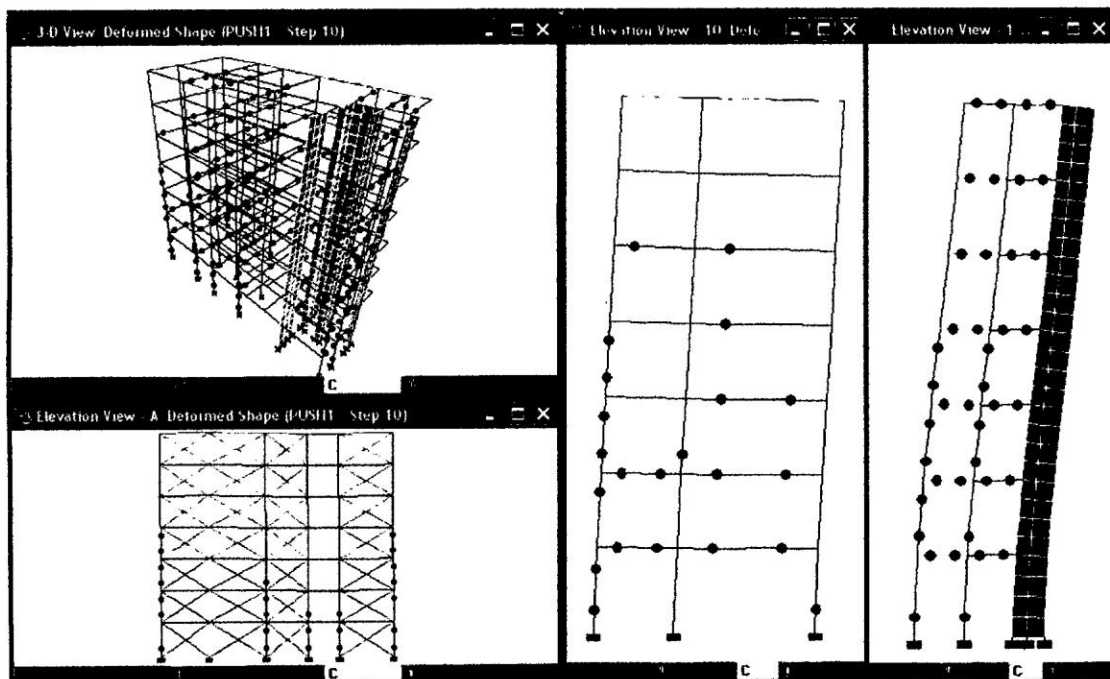 3-D View Deformed Shape (PUSH1 Step 10)
Elevation View - 10 Defo
Elevation View - 1 ...
C
Elevation View - A Deformed Shape (PUSH1 Step 10)
C
C
C